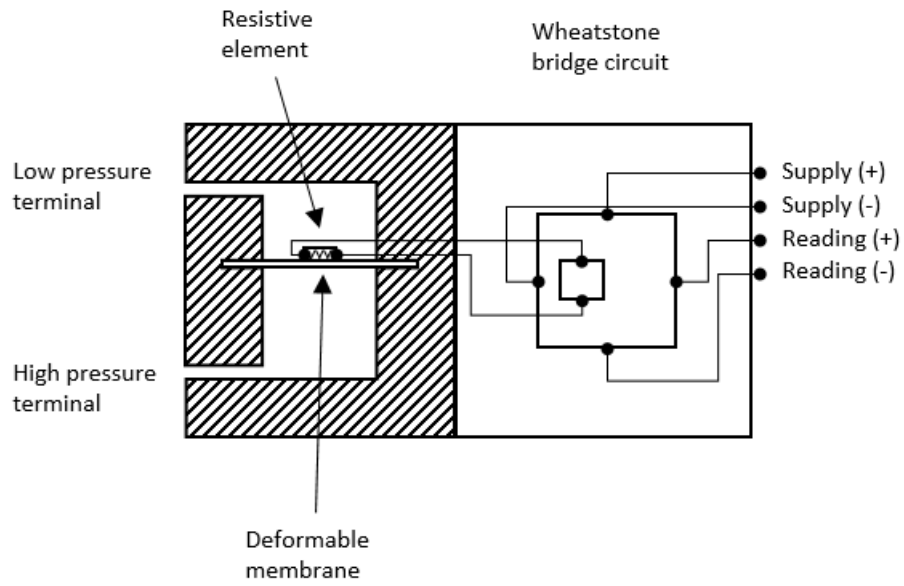 Resistive
element
Wheatstone
bridge circuit
Low pressure
terminal
Supply (+)
Supply (-)
Reading (+)
Reading (-)
High pressure
terminal
Deformable
membrane